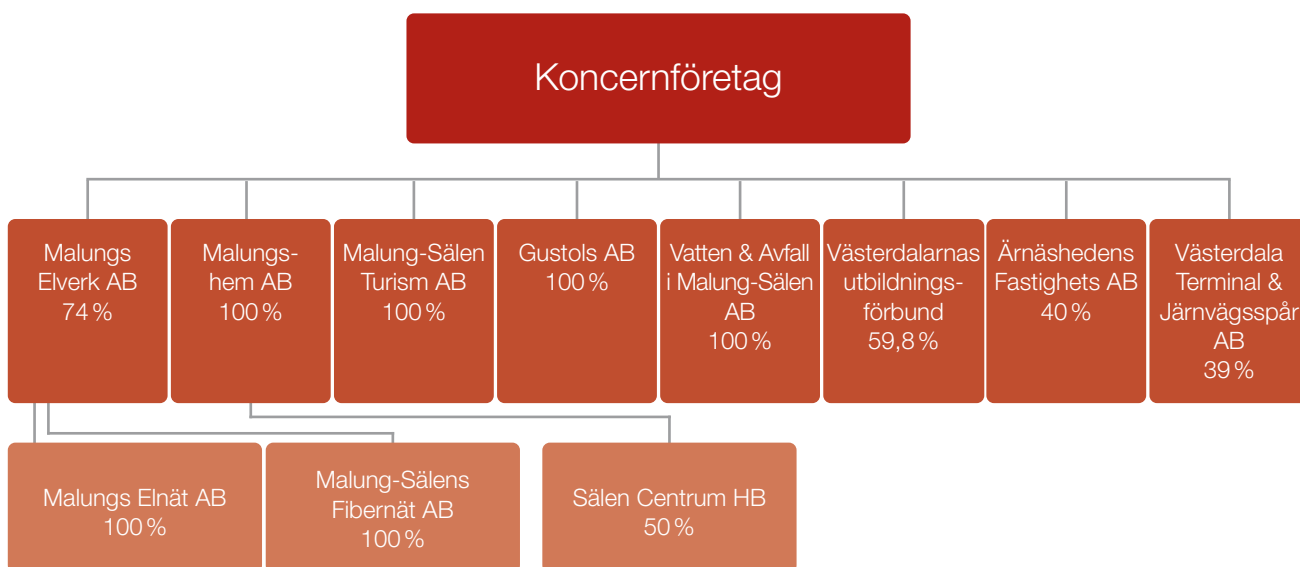 Koncernföretag
Malungs
Elverk AB
74 %
Malungs-
hem AB
100 %
Malung-Sälen
Turism AB
100 %
Gustols AB
100 %
Vatten & Avfall
i Malung-Sälen
AB
100 %
Västerdalarnas
utbildnings-
förbund
59,8 %
Ärnäshedens
Fastighets AB
40 %
Västerdala
Terminal &
Järnvägsspår
AB
39 %
Malungs Elnät AB
100 %
Malung-Sälens
Fibernät AB
100 %
Sälen Centrum HB
50 %